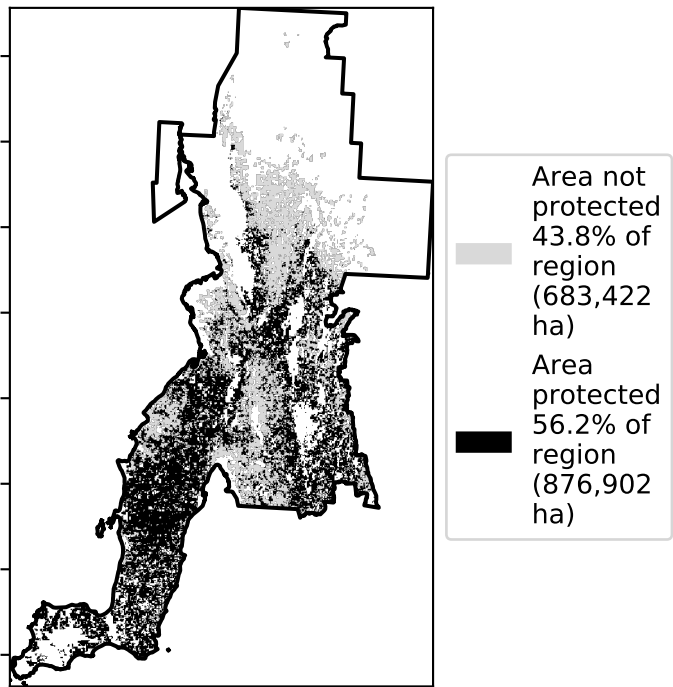 Area not
protected
43.8% of
region
(683,422
ha)
Area
protected
56.2% of
region
(876,902
ha)